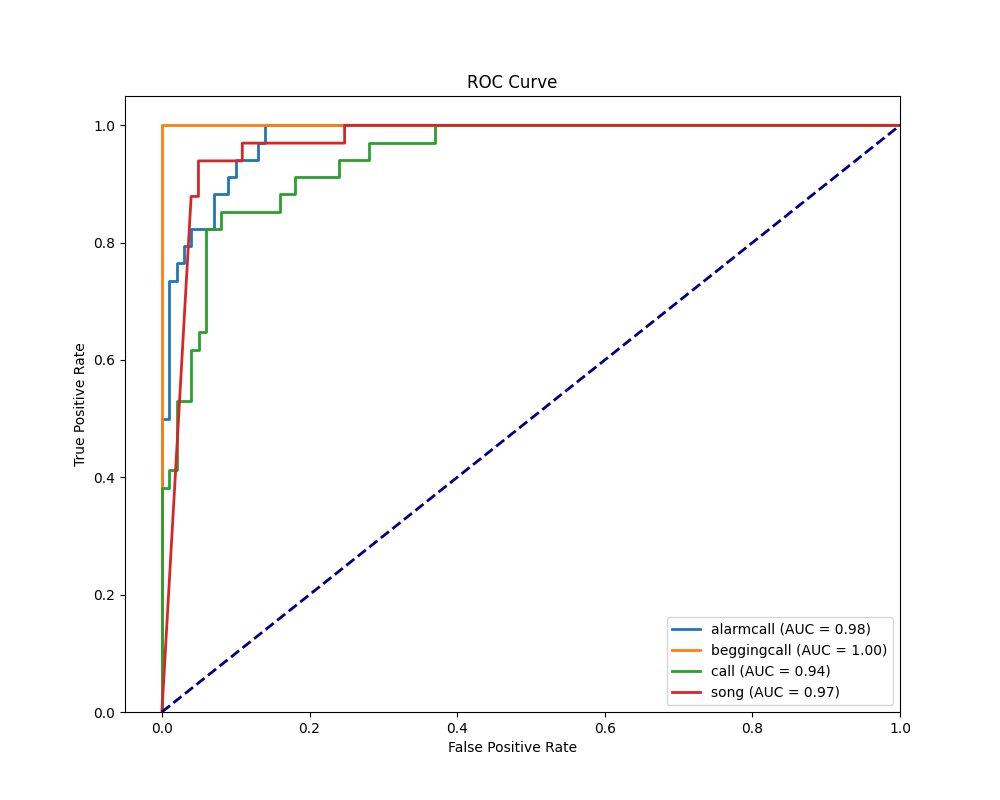 ROC Curve
1.0
0.8
0.6
0.4
0.2
0.0
True Positive Rate
0.0 0.2 0.4 0.6 0.8 1.0
False Positive Rate
alarmcall (AUC = 0.98)
beggingcall (AUC = 1.00)
call (AUC = 0.94)
song (AUC = 0.97)